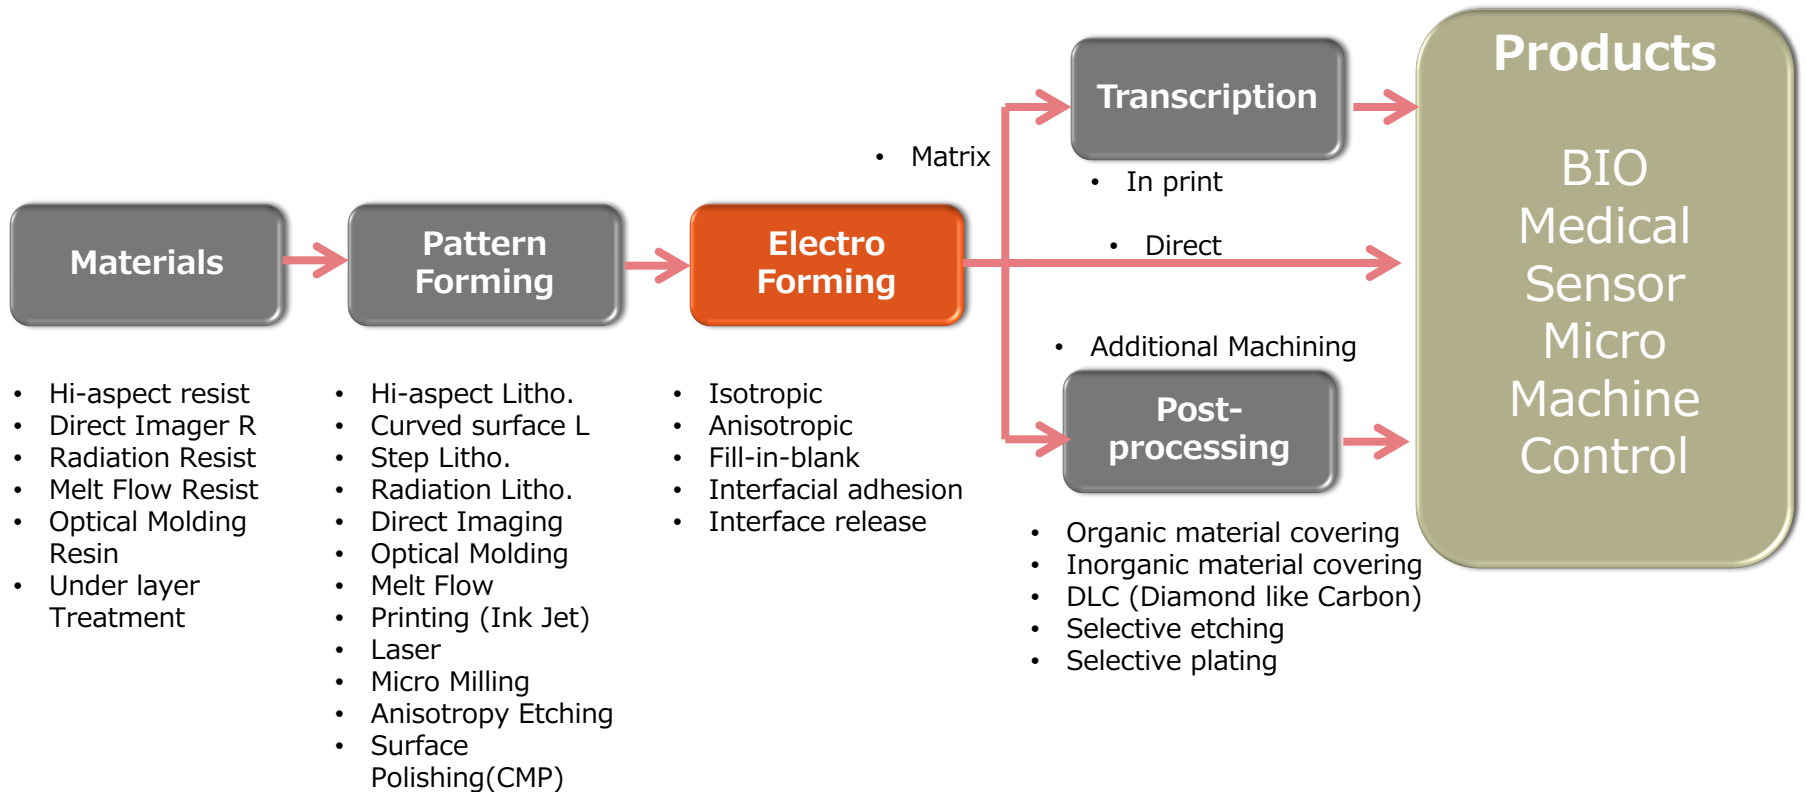 Materials
• Hi-aspect resist
• Direct Imager R
• Radiation Resist
• Melt Flow Resist
• Optical Molding
Resin
• Under layer
Treatment
Pattern
Forming
• Hi-aspect Litho.
• Curved surface L
• Step Litho.
• Radiation Litho.
• Direct Imaging
• Optical Molding
• Melt Flow
• Printing (Ink Jet)
• Laser
• Micro Milling
• Anisotropy Etching
• Surface
Polishing(CMP)
Electro
Forming
• Isotropic
• Anisotropic
• Fill-in-blank
• Interfacial adhesion
• Interface release
• Matrix
Transcription
• In print
• Direct
• Additional Machining
Post-
processing
• Organic material covering
• Inorganic material covering
• DLC (Diamond like Carbon)
• Selective etching
• Selective plating
Products
BIO
Medical
Sensor
Micro
Machine
Control